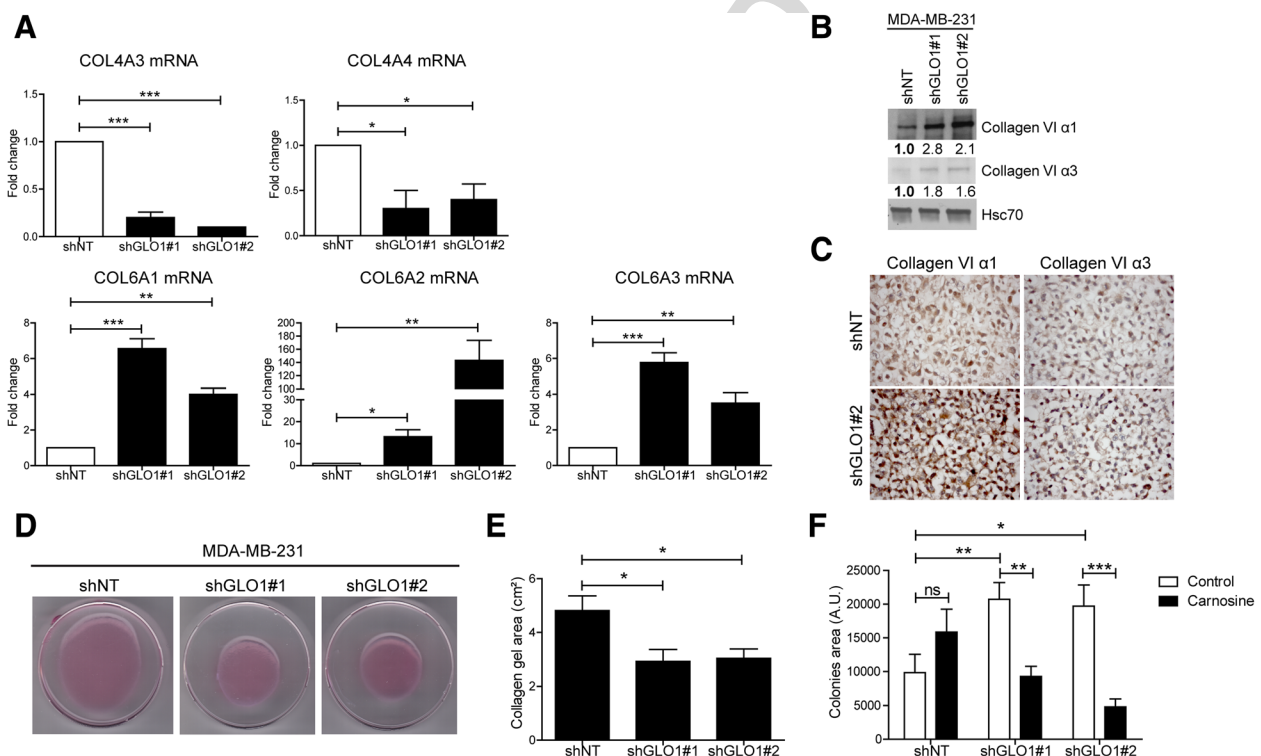 A
COL4A3 mRNA
Fold change
1.5
1.0
0.5
0.0
***
***
shNT
shGLO1#1
shGLO1#2
COL4A4 mRNA
Fold change
1.5
1.0
0.5
0.0
*
*
shNT
shGLO1#1
shGLO1#2
COL6A1 mRNA
Fold change
8
6
4
2
0
**
***
shNT
shGLO1#1
shGLO1#2
COL6A2 mRNA
Fold change
200
180
160
140
120
100
30
20
10
0
**
*
shNT
shGLO1#1
shGLO1#2
COL6A3 mRNA
Fold change
8
6
4
2
0
**
***
shNT
shGLO1#1
shGLO1#2
B
MDA-MB-231
shNT
shGLO1#1
shGLO1#2
Collagen VI α1
1.0 2.8 2.1
Collagen VI α3
1.0 1.8 1.6
Hsc70
C
Collagen VI α1
Collagen VI α3
shNT
shGLO1#2
D
MDA-MB-231
shNT
shGLO1#1
shGLO1#2
E
Collagen gel area (cm²)
6
4
2
0
*
*
shNT
shGLO1#1
shGLO1#2
F
Colonies area (A.U.)
25000
20000
15000
10000
5000
0
*
**
ns
**
***
shNT
shGLO1#1
shGLO1#2
Control
Carnosine